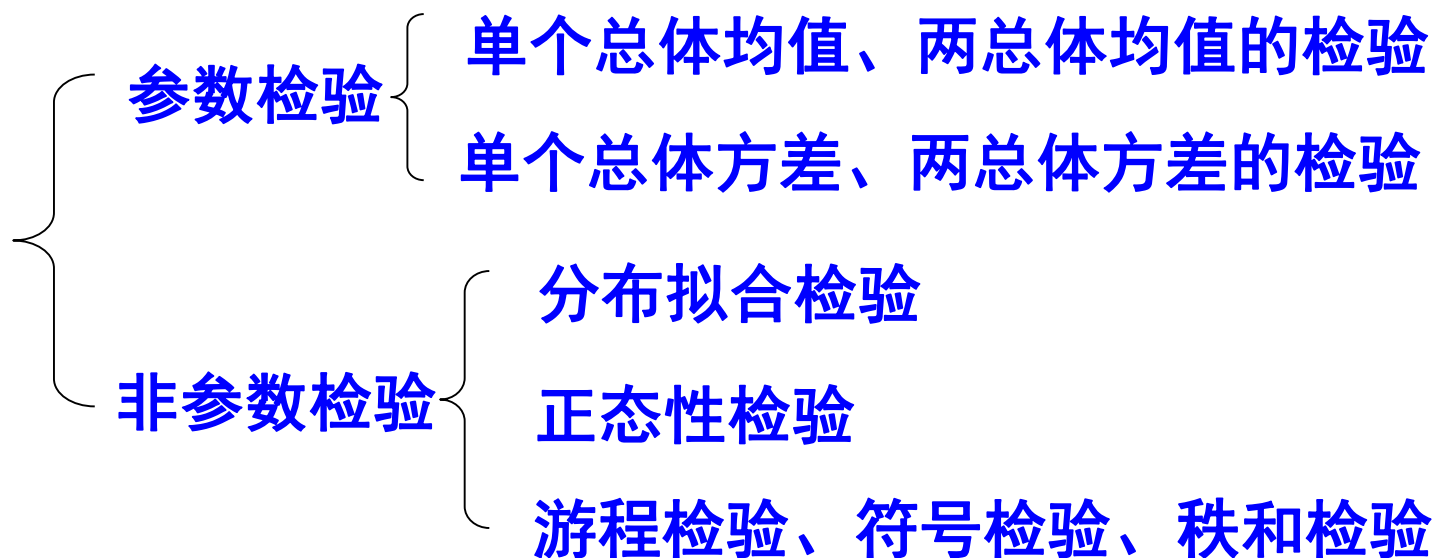 单个总体均值、两总体均值的检验
参数检验
单个总体方差、两总体方差的检验
分布拟合检验
非参数检验
正态性检验
游程检验、符号检验、秩和检验